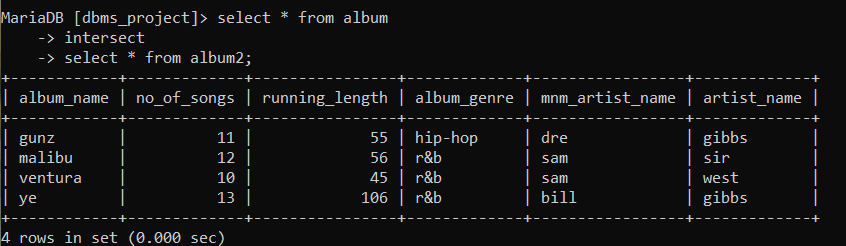 MariaDB [dbms_project]> select * from album
    -> intersect
    -> select * from album2;
+------------+-------------+----------------+-------------+-----------------+-------------+
| album_name | no_of_songs | running_length | album_genre | mnm_artist_name | artist_name |
+------------+-------------+----------------+-------------+-----------------+-------------+
| gunz       |          11 |             55 | hip-hop     | dre             | gibbs       |
| malibu     |          12 |             56 | r&b         | sam             | sir         |
| ventura    |          10 |             45 | r&b         | sam             | west        |
| ye         |          13 |            106 | r&b         | bill            | gibbs       |
+------------+-------------+----------------+-------------+-----------------+-------------+
4 rows in set (0.000 sec)